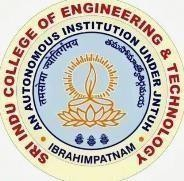 SRI INDU COLLEGE OF ENGINEERING & TECHNOLOGY
AN AUTONOMOUS INSTITUTION UNDER JNTUH
तमसोमा ज्योतिर्गमय
IBRAHIMPATNAM